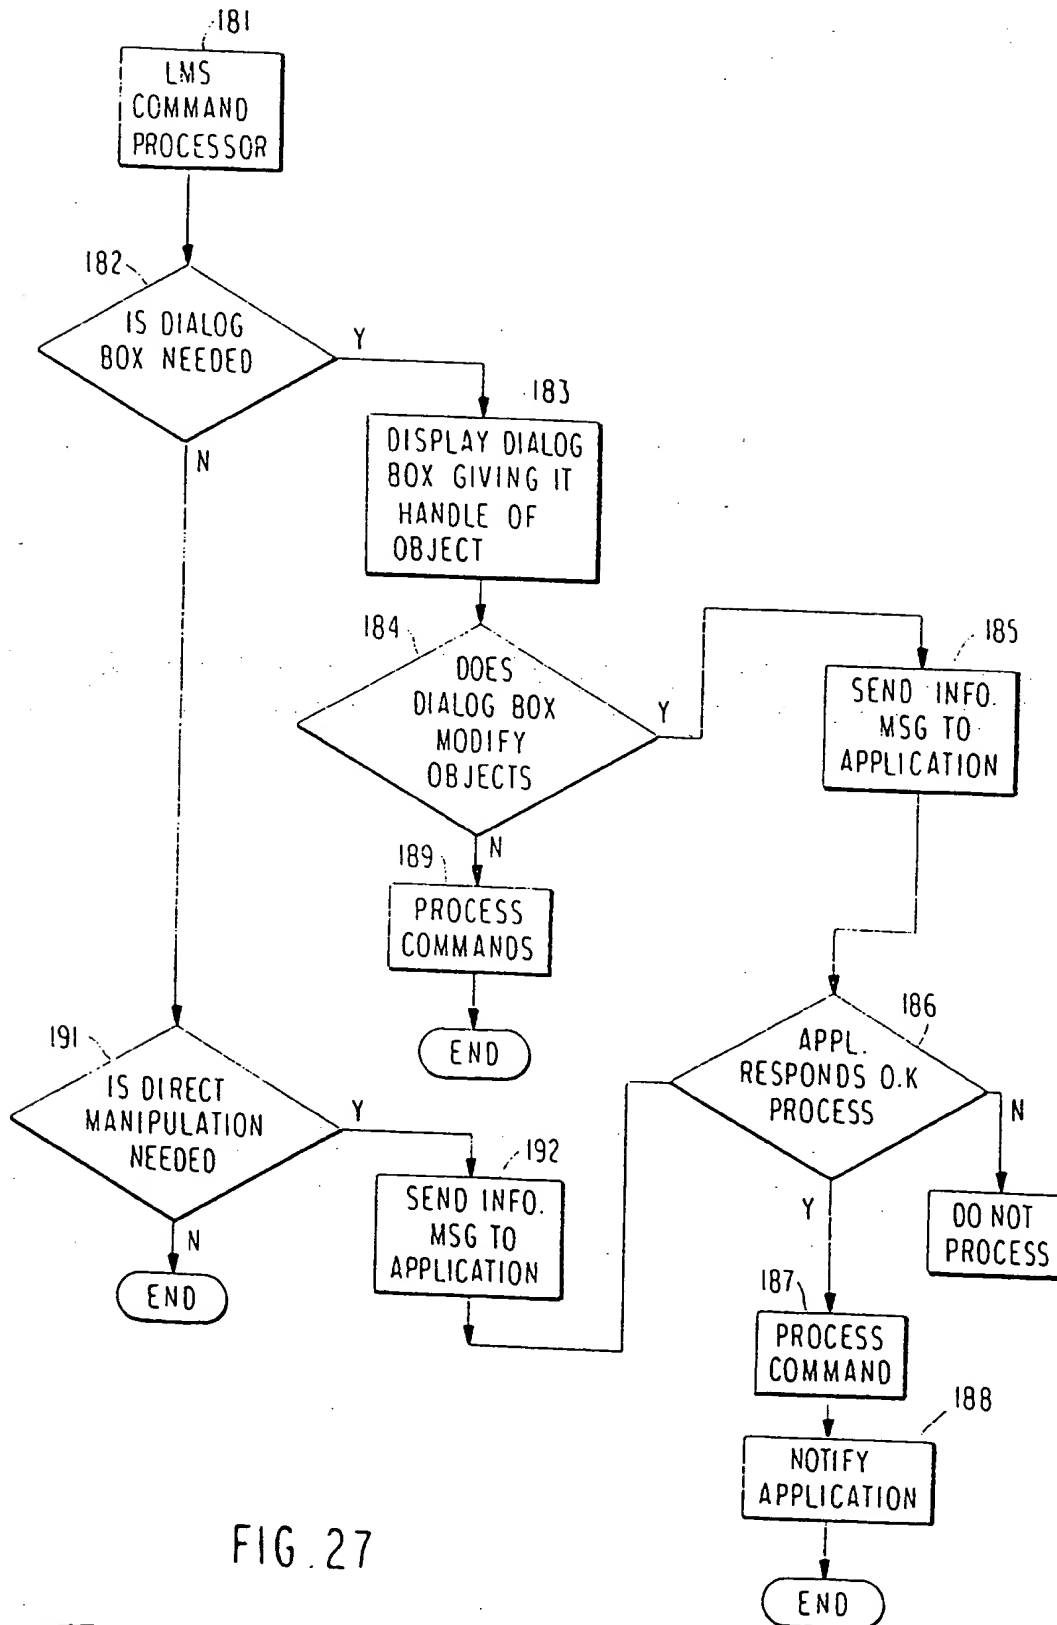 181
LMS
COMMAND
PROCESSOR
182
IS DIALOG
BOX NEEDED
Y
N
183
DISPLAY DIALOG
BOX GIVING IT
HANDLE OF
OBJECT
184
DOES
DIALOG BOX
MODIFY
OBJECTS
Y
N
185
SEND INFO.
MSG TO
APPLICATION
189
PROCESS
COMMANDS
END
186
APPL.
RESPONDS O.K
PROCESS
N
Y
DO NOT
PROCESS
191
IS DIRECT
MANIPULATION
NEEDED
Y
N
END
192
SEND INFO.
MSG TO
APPLICATION
187
PROCESS
COMMAND
188
NOTIFY
APPLICATION
END
FIG.27